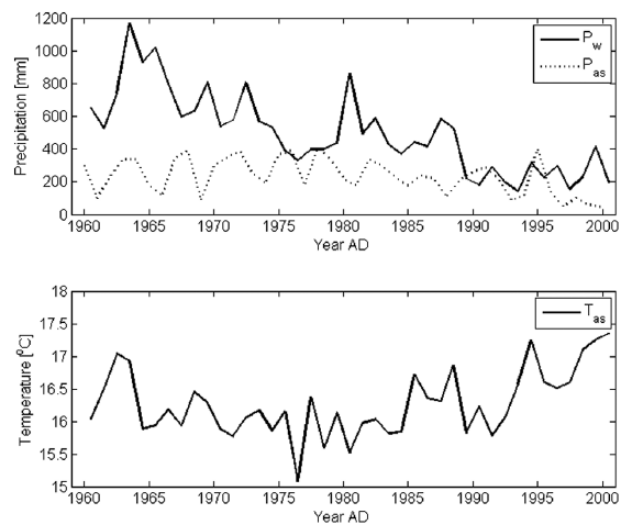 1200
1000
800
600
400
200
0
Precipitation [mm]
P_w
P_as
1960 1965 1970 1975 1980 1985 1990 1995 2000
Year AD
18
17.5
17
16.5
16
15.5
15
Temperature [⁰C]
T_as
1960 1965 1970 1975 1980 1985 1990 1995 2000
Year AD